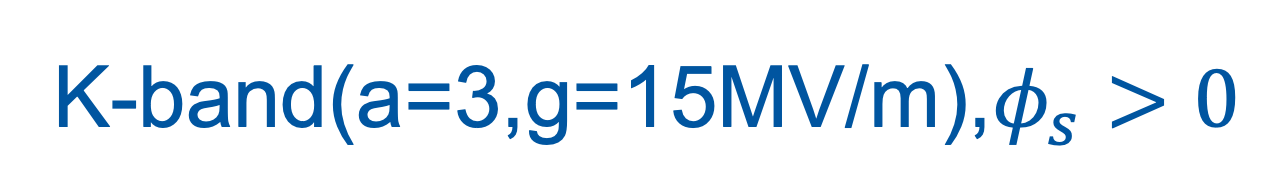 K-band(a=3,g=15MV/m),𝜙ₛ > 0